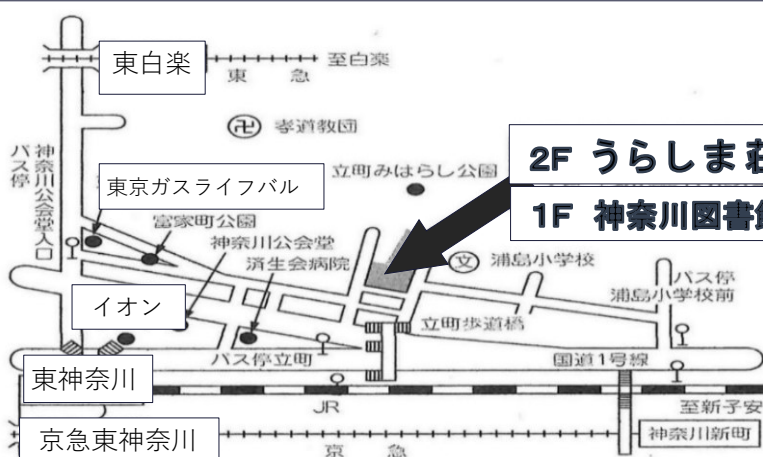 東白楽
至白楽
東急
孝道教団
2F うらしま荘
1F 神奈川図書館
立町みはらし公園
神奈川公会堂入口
バス停
東京ガスライフバル
富家町公園
神奈川公会堂
済生会病院
文
浦島小学校
バス停
浦島小学校前
イオン
立町歩道橋
バス停立町
国道1号線
東神奈川
JR
至新子安
京急東神奈川
京急
神奈川新町